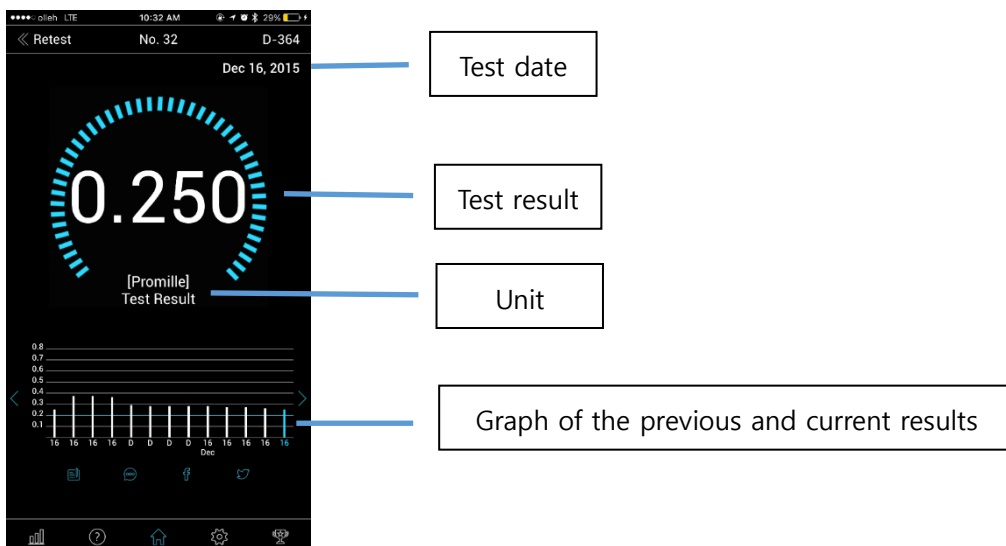 olleh LTE 10:32 AM 29%
Retest No. 32 D-364
Dec 16, 2015
Test date
0.250
Test result
[Promille]
Test Result
Unit
0.8
0.7
0.6
0.5
0.4
0.3
0.2
0.1
Graph of the previous and current results
16 16 16 16 D D D D 16 16 16 16 16
Dec